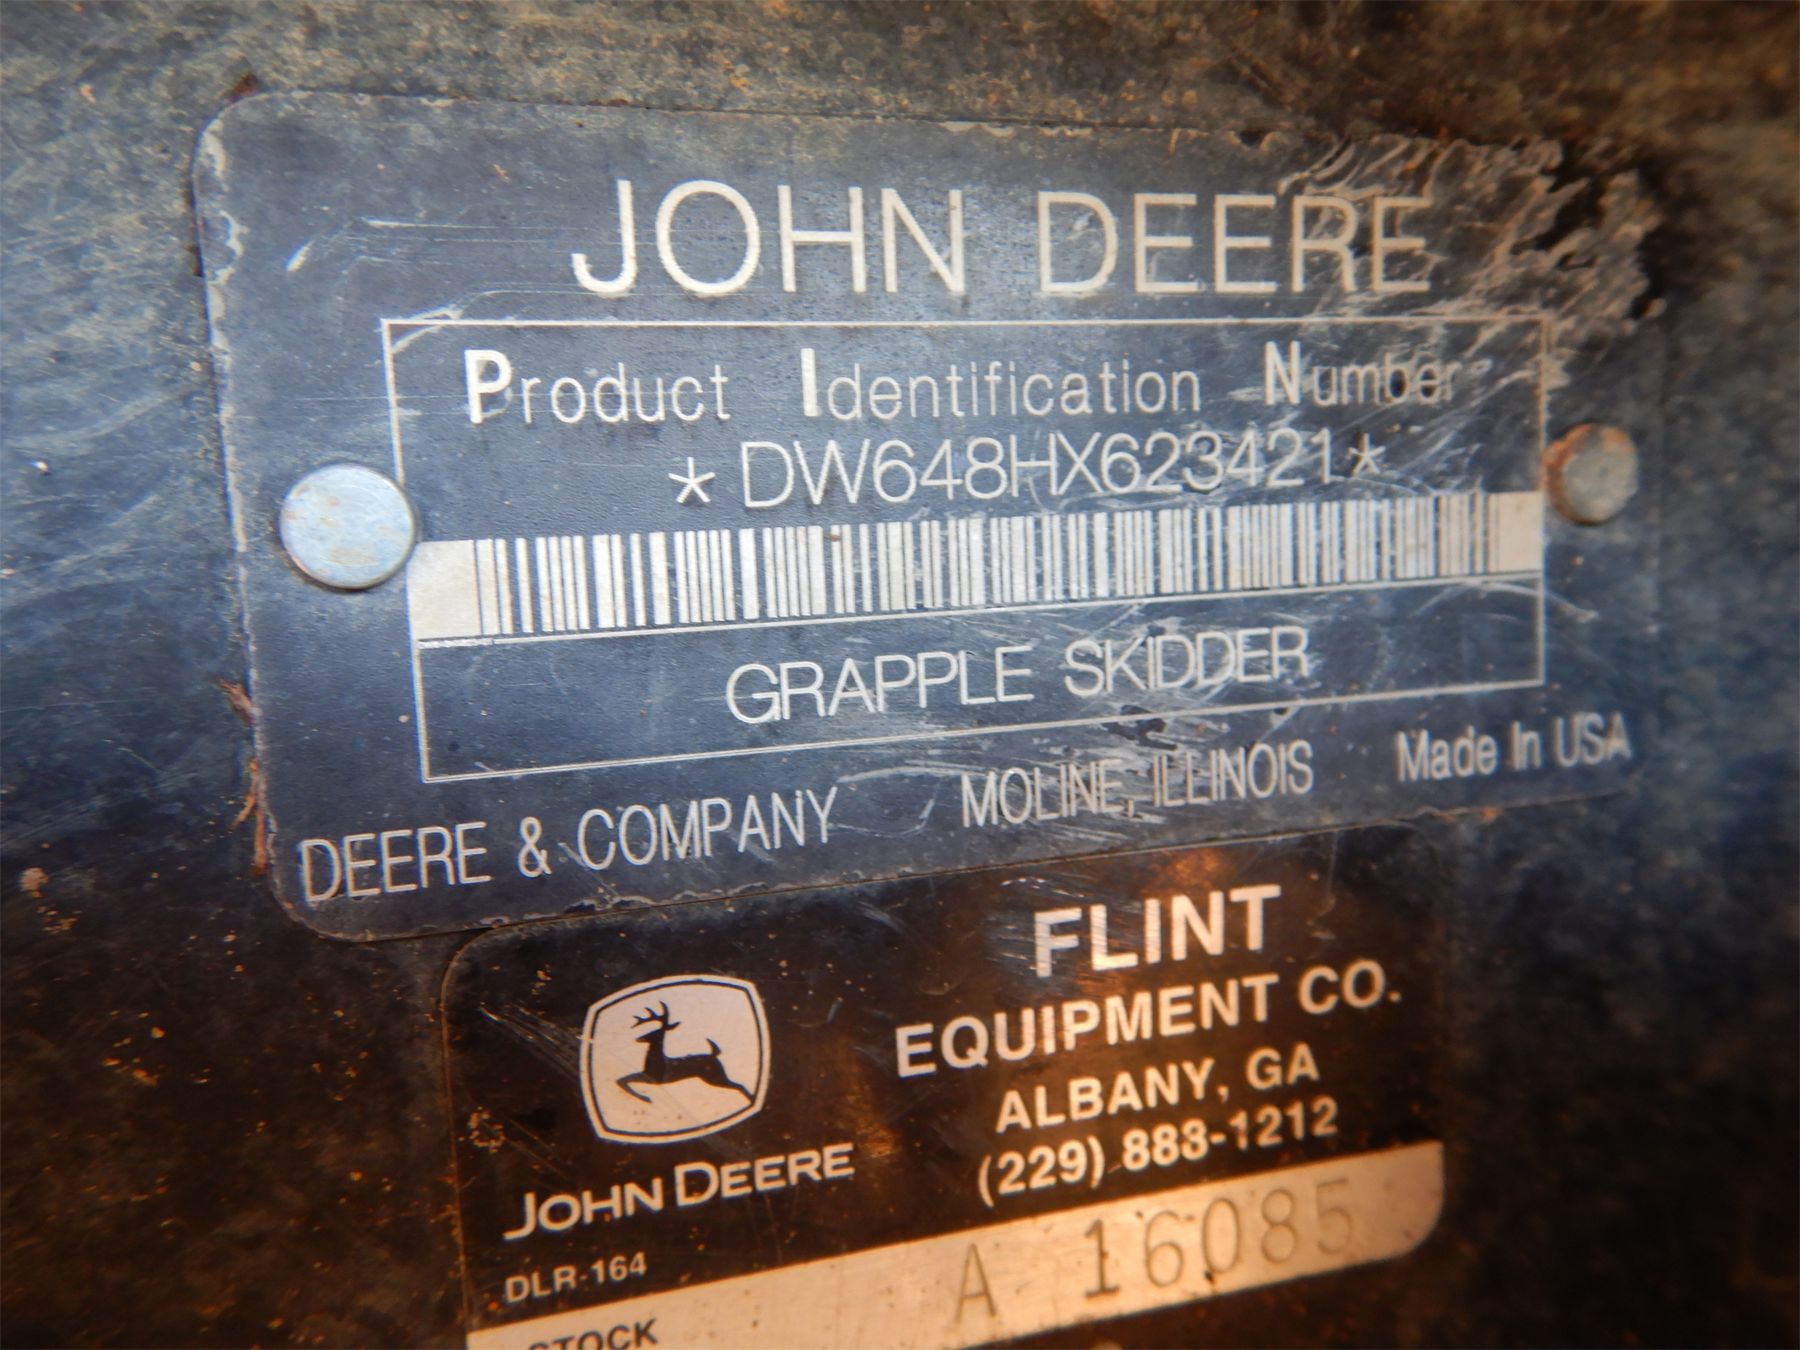 JOHN DEERE
Product Identification Number
*DW648HX623421*
GRAPPLE SKIDDER
DEERE & COMPANY MOLINE, ILLINOIS Made In USA
FLINT
EQUIPMENT CO.
ALBANY, GA
(229) 883-1212
JOHN DEERE
DLR-164
STOCK A 16085